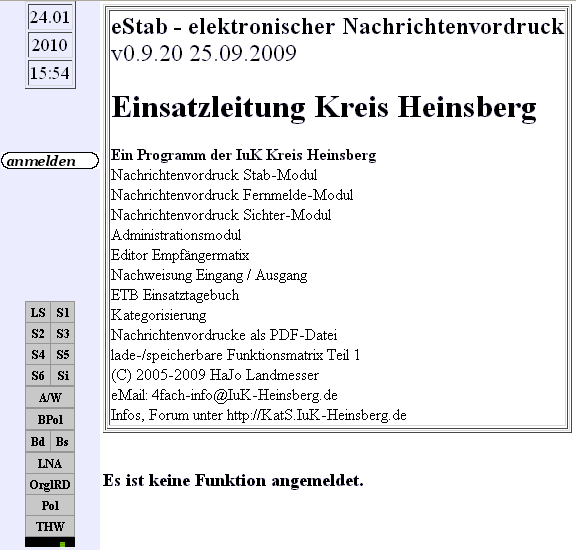 24.01
2010
15:54
anmelden
LS S1
S2 S3
S4 S5
S6 Si
A/W
BPol
Bd Bs
LNA
OrglRD
Pol
THW
eStab - elektronischer Nachrichtenvordruck
v0.9.20 25.09.2009
Einsatzleitung Kreis Heinsberg
Ein Programm der IuK Kreis Heinsberg
Nachrichtenvordruck Stab-Modul
Nachrichtenvordruck Fernmelde-Modul
Nachrichtenvordruck Sichter-Modul
Administrationsmodul
Editor Empfängermatix
Nachweisung Eingang / Ausgang
ETB Einsatztagebuch
Kategorisierung
Nachrichtenvordrucke als PDF-Datei
lade-/speicherbare Funktionsmatrix Teil 1
(C) 2005-2009 HaJo Landmesser
eMail: 4fach-info@IuK-Heinsberg.de
Infos, Forum unter http://KatS.IuK-Heinsberg.de
Es ist keine Funktion angemeldet.